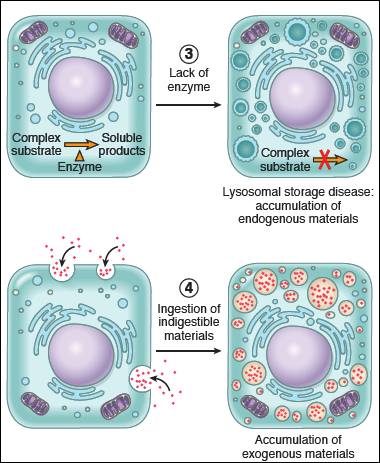 3
Lack of
enzyme
Complex
substrate
Soluble
products
Enzyme
Complex
substrate
Lysosomal storage disease:
accumulation of
endogenous materials
4
Ingestion of
indigestible
materials
Accumulation of
exogenous materials